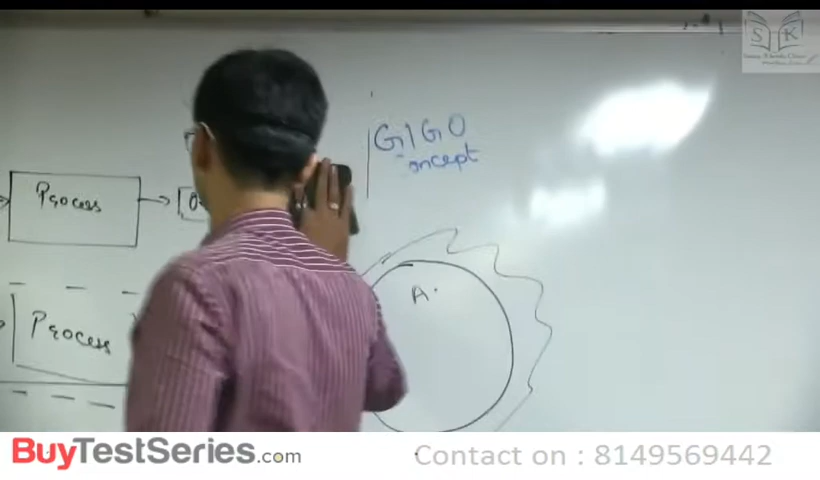 S K
GIGO
oncept
Process
Process
A.
BuyTestSeries.com
Contact on : 8149569442